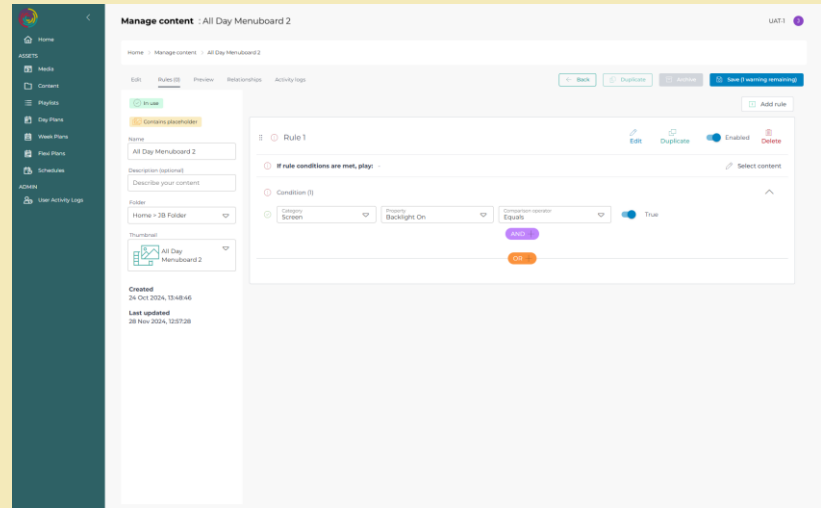 Manage content : All Day Menuboard 2
UAT-1
Home
Home > Manage content > All Day Menuboard 2
ASSETS
Media
Content
Playlists
Day Plans
Week Plans
Flexi Plans
Schedules
ADMIN
User Activity Logs
Edit Rules (0) Preview Relationships Activity logs
Back Duplicate Archive Save (1 warning remaining)
In use
Contains placeholder
Name
All Day Menuboard 2
Description (optional)
Describe your content
Folder
Home > JB Folder
Thumbnail
All Day
Menuboard 2
Created
24 Oct 2024, 13:48:46
Last updated
28 Nov 2024, 12:57:28
Add rule
Rule 1
Edit Duplicate Enabled Delete
If rule conditions are met, play: -
Select content
Condition (1)
Category
Screen
Property
Backlight On
Comparison operator
Equals
True
AND +
OR +